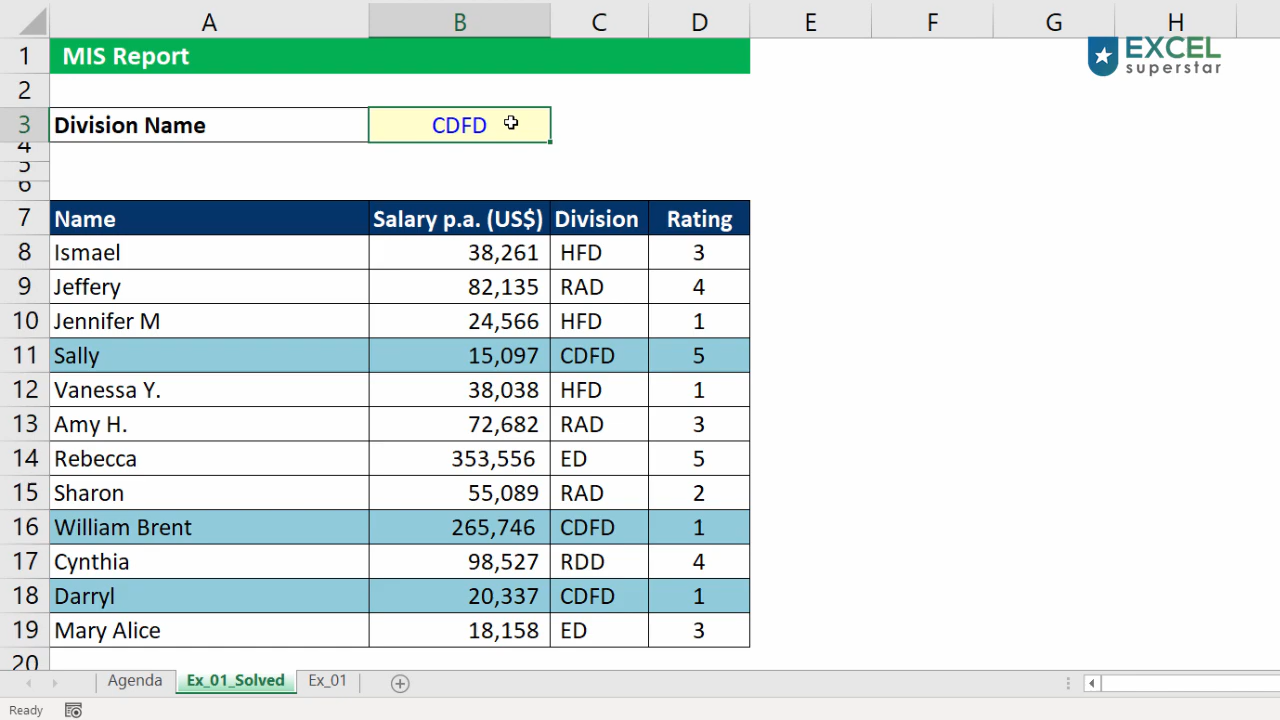 A B C D E F G H
EXCEL
superstar
1 MIS Report
2
3 Division Name CDFD
4
5
6
7 Name Salary p.a. (US$) Division Rating
8 Ismael 38,261 HFD 3
9 Jeffery 82,135 RAD 4
10 Jennifer M 24,566 HFD 1
11 Sally 15,097 CDFD 5
12 Vanessa Y. 38,038 HFD 1
13 Amy H. 72,682 RAD 3
14 Rebecca 353,556 ED 5
15 Sharon 55,089 RAD 2
16 William Brent 265,746 CDFD 1
17 Cynthia 98,527 RDD 4
18 Darryl 20,337 CDFD 1
19 Mary Alice 18,158 ED 3
20
Agenda Ex_01_Solved Ex_01
Ready